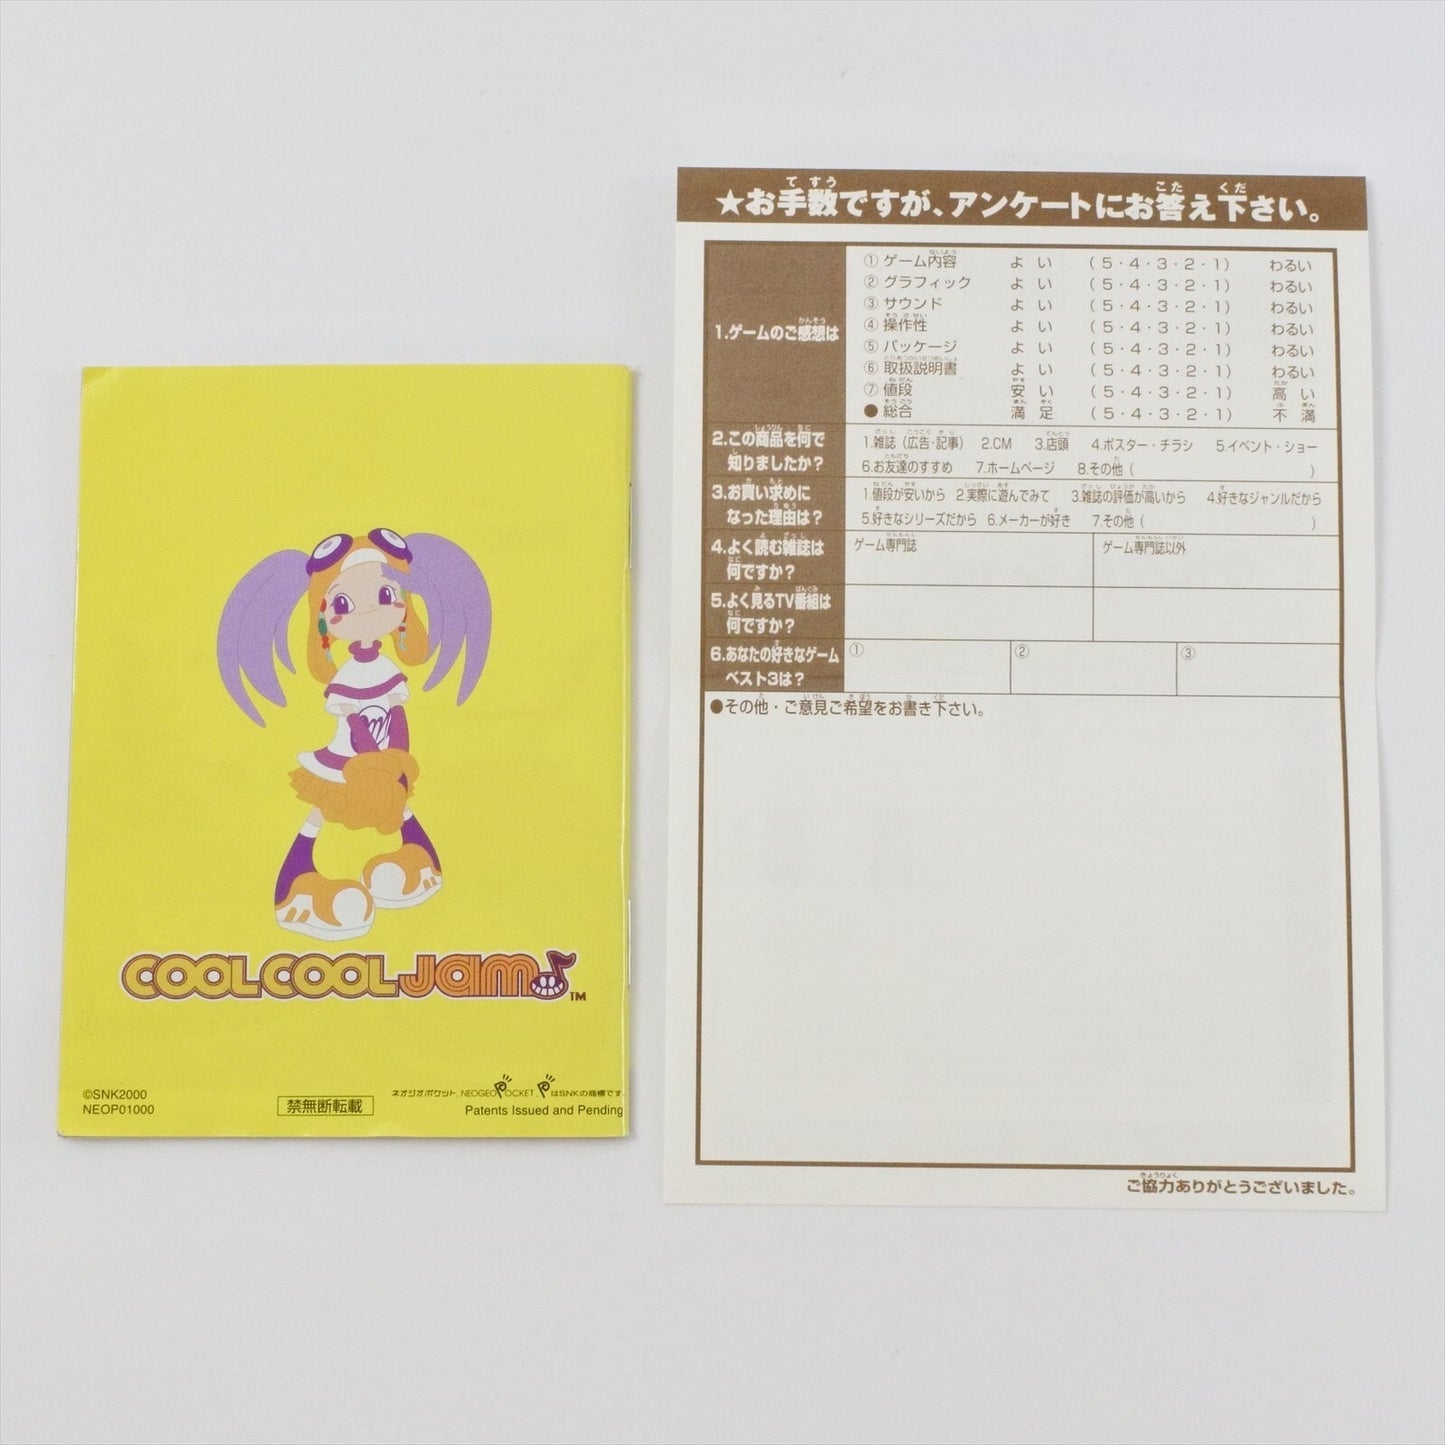 COOL COOL Jam
TM
©SNK2000
NEOP01000
禁無断転載
ネオジオポケット, NEOGEO POCKET, PはSNKの商標です。
Patents Issued and Pending
★お手数ですが、アンケートにお答え下さい。
1.ゲームのご感想は
① ゲーム内容 よい (5・4・3・2・1) わるい
② グラフィック よい (5・4・3・2・1) わるい
③ サウンド よい (5・4・3・2・1) わるい
④ 操作性 よい (5・4・3・2・1) わるい
⑤ パッケージ よい (5・4・3・2・1) わるい
⑥ 取扱説明書 よい (5・4・3・2・1) わるい
⑦ 値段 安い (5・4・3・2・1) 高い
● 総合 満足 (5・4・3・2・1) 不満
2.この商品を何で
知りましたか?
1.雑誌(広告・記事) 2.CM 3.店頭 4.ポスター・チラシ 5.イベント・ショー
6.お友達のすすめ 7.ホームページ 8.その他( )
3.お買い求めに
なった理由は?
1.値段が安いから 2.実際に遊んでみて 3.雑誌の評価が高いから 4.好きなジャンルだから
5.好きなシリーズだから 6.メーカーが好き 7.その他( )
4.よく読む雑誌は
何ですか?
ゲーム専門誌 ゲーム専門誌以外
5.よく見るTV番組は
何ですか?
6.あなたの好きなゲーム
ベスト3は?
① ② ③
●その他・ご意見ご希望をお書き下さい。
ご協力ありがとうございました。